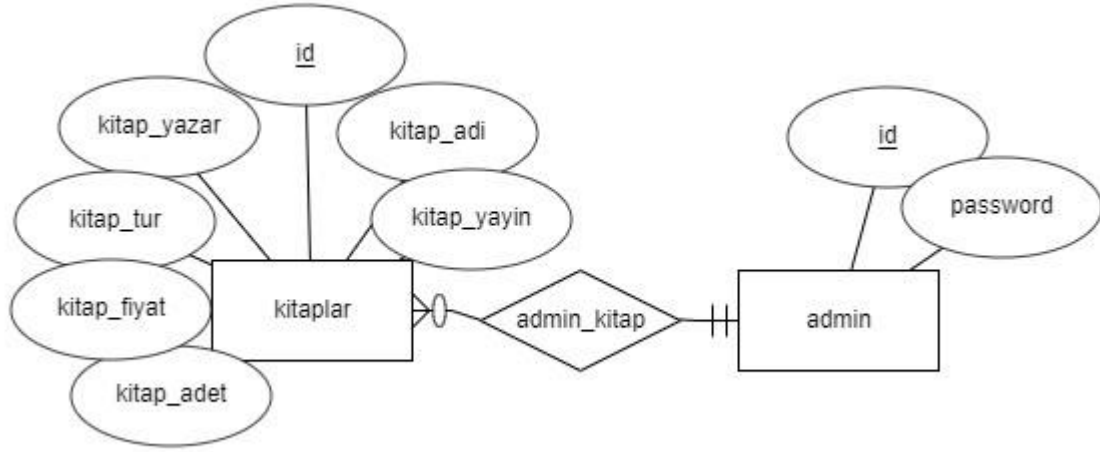 id
kitap_yazar
kitap_adi
id
kitap_tur
kitap_yayin
password
kitap_fiyat
kitaplar
admin_kitap
admin
kitap_adet